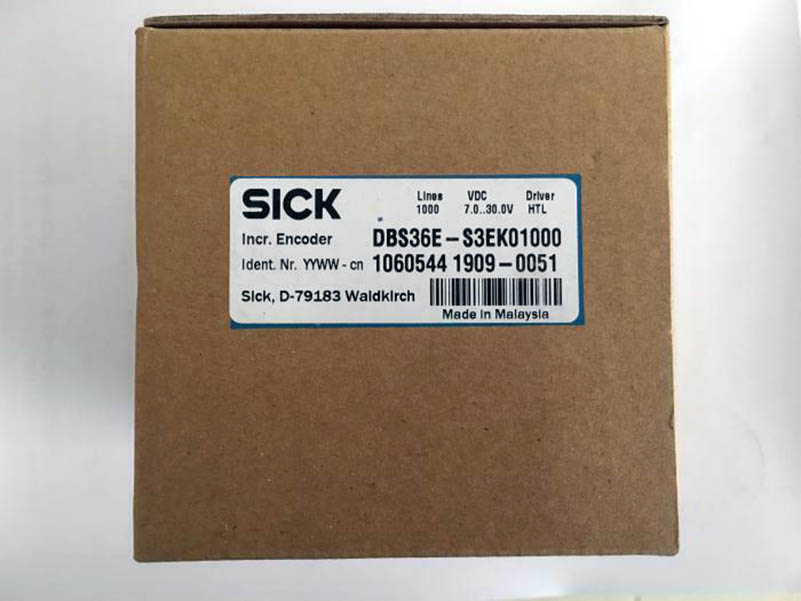 SICK
Lines VDC Driver
1000 7.0..30.0V HTL
Incr. Encoder DBS36E-S3EK01000
Ident. Nr. YYWW - cn 1060544 1909-0051
Sick, D-79183 Waldkirch
Made in Malaysia